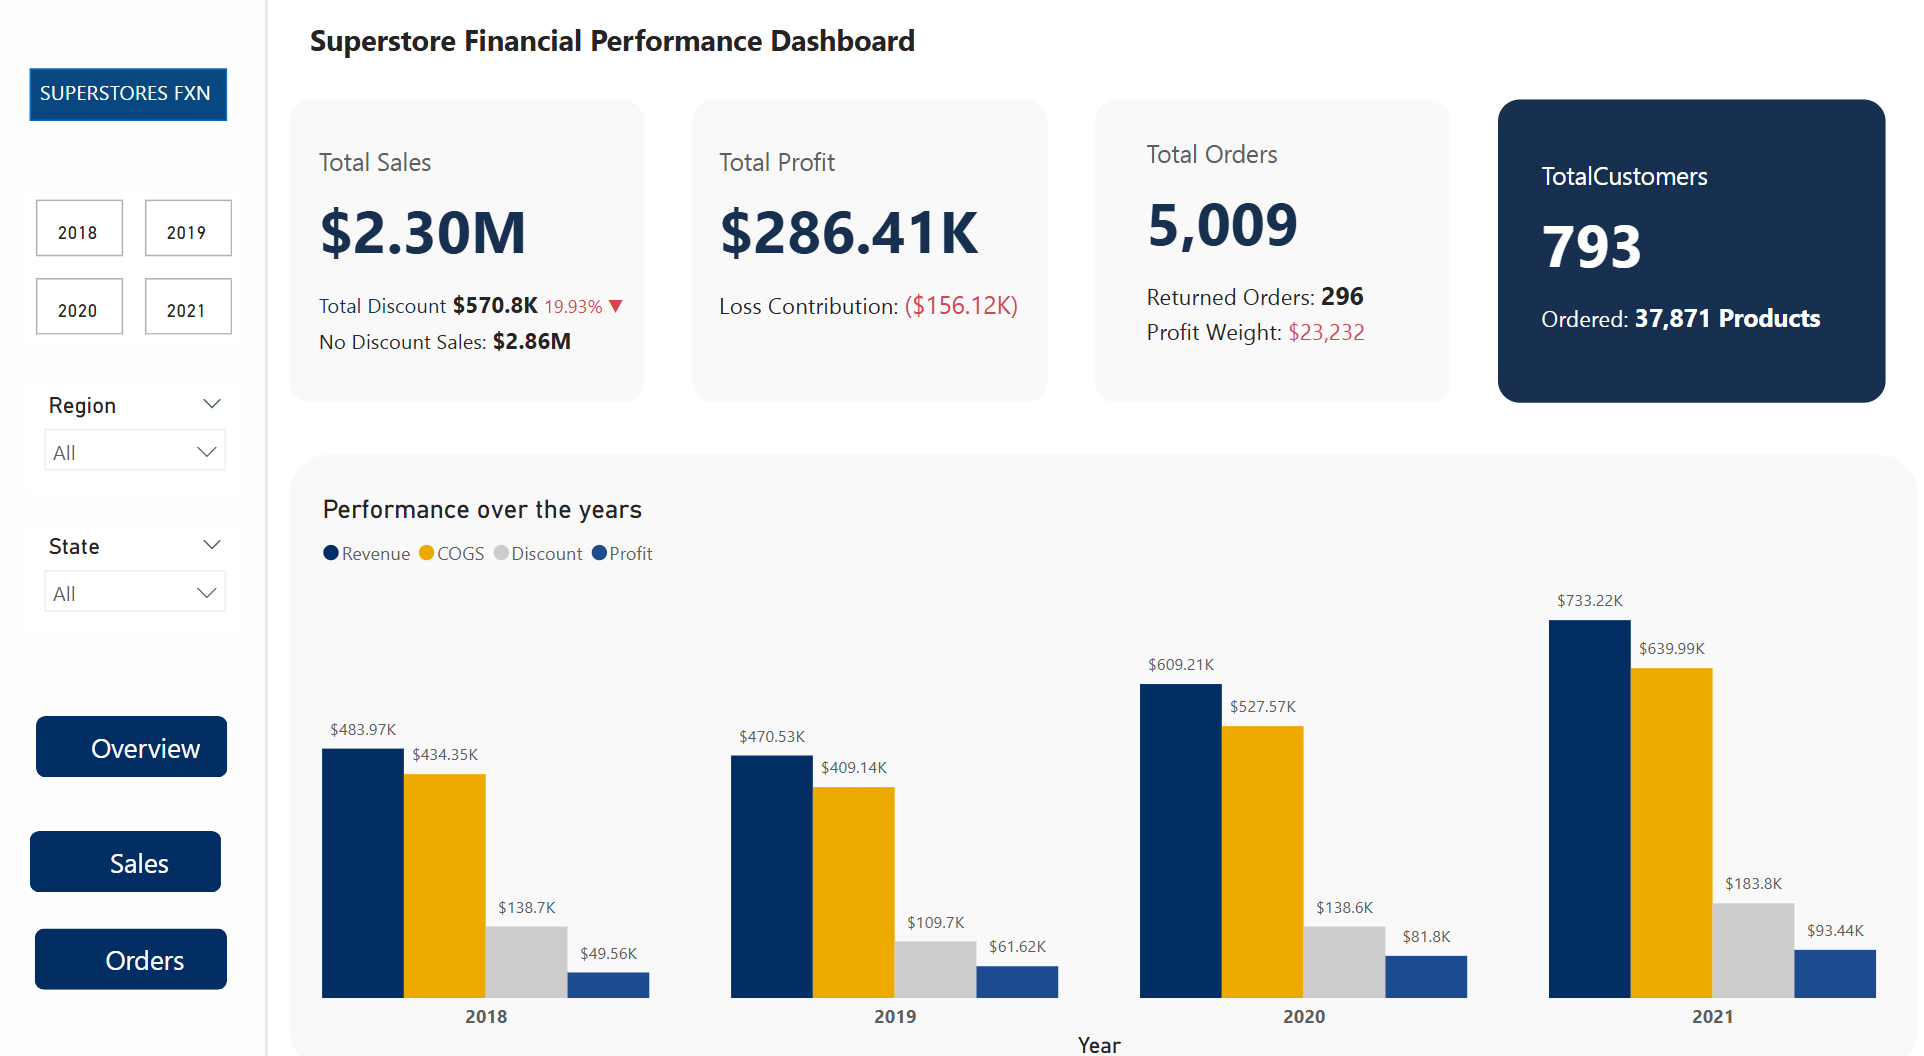 Superstore Financial Performance Dashboard
SUPERSTORES FXN
2018
2019
2020
2021
Region
All
State
All
Overview
Sales
Orders
Total Sales
$2.30M
Total Discount $570.8K 19.93% ▼
No Discount Sales: $2.86M
Total Profit
$286.41K
Loss Contribution: ($156.12K)
Total Orders
5,009
Returned Orders: 296
Profit Weight: $23,232
TotalCustomers
793
Ordered: 37,871 Products
Performance over the years
Revenue COGS Discount Profit
$483.97K
$434.35K
$138.7K
$49.56K
$470.53K
$409.14K
$109.7K
$61.62K
$609.21K
$527.57K
$138.6K
$81.8K
$733.22K
$639.99K
$183.8K
$93.44K
2018
2019
2020
2021
Year